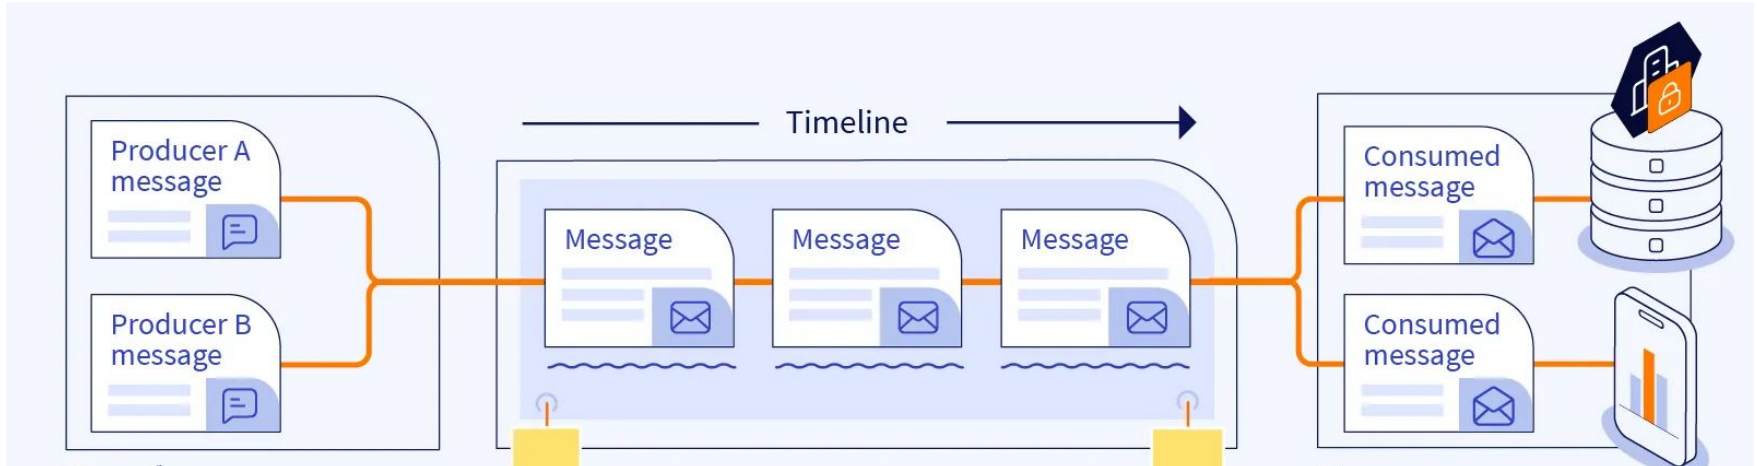 Timeline
Producer A
message
Producer B
message
Message
Message
Message
Consumed
message
Consumed
message